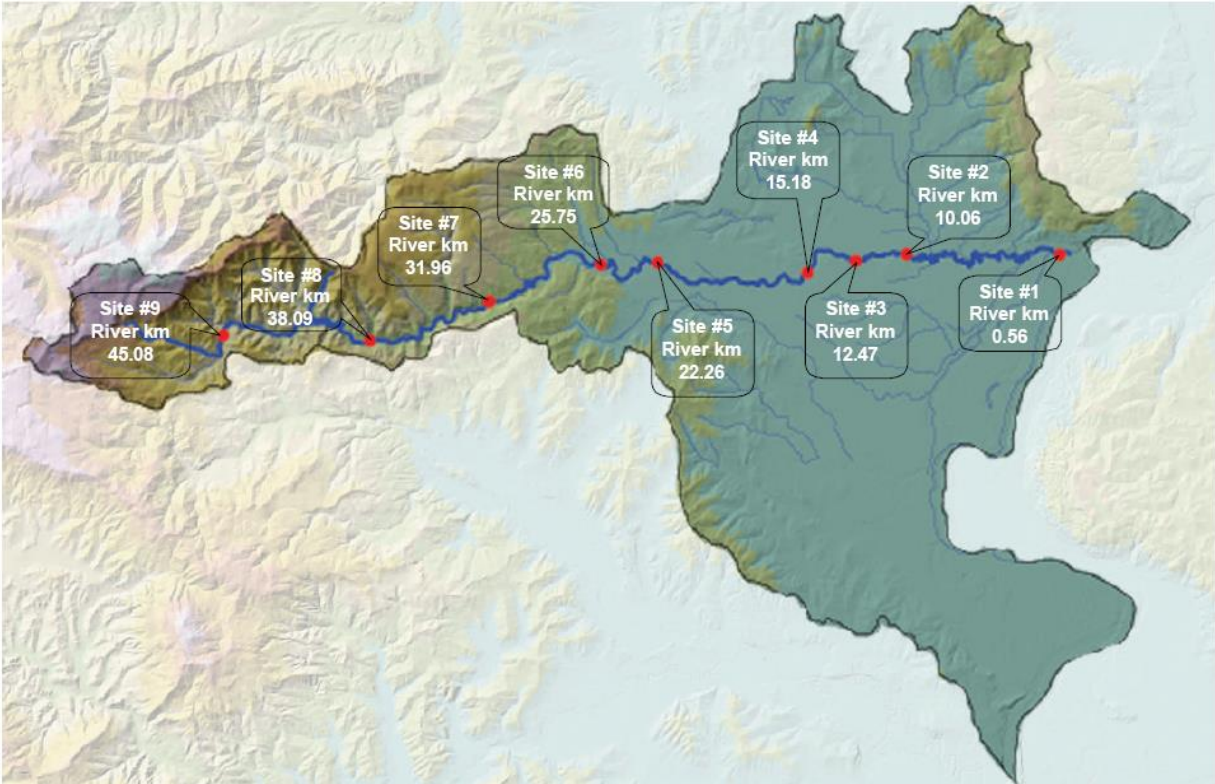 Site #4
River km
15.18
Site #6
River km
25.75
Site #2
River km
10.06
Site #7
River km
31.96
Site #8
River km
38.09
Site #9
River km
45.08
Site #1
River km
0.56
Site #3
River km
12.47
Site #5
River km
22.26